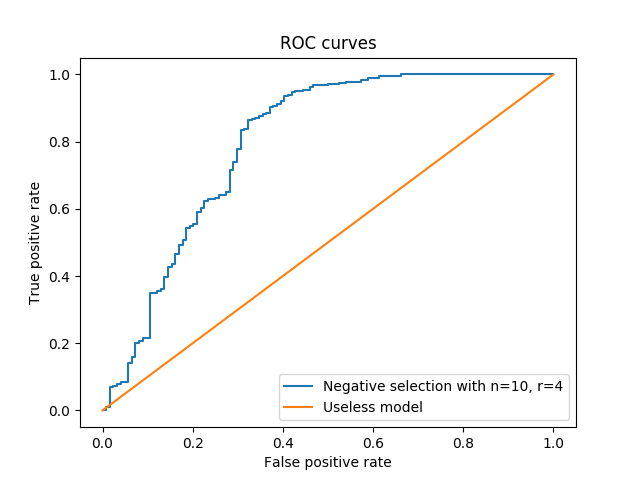 ROC curves
True positive rate
1.0
0.8
0.6
0.4
0.2
0.0
Negative selection with n=10, r=4
Useless model
0.0 0.2 0.4 0.6 0.8 1.0
False positive rate